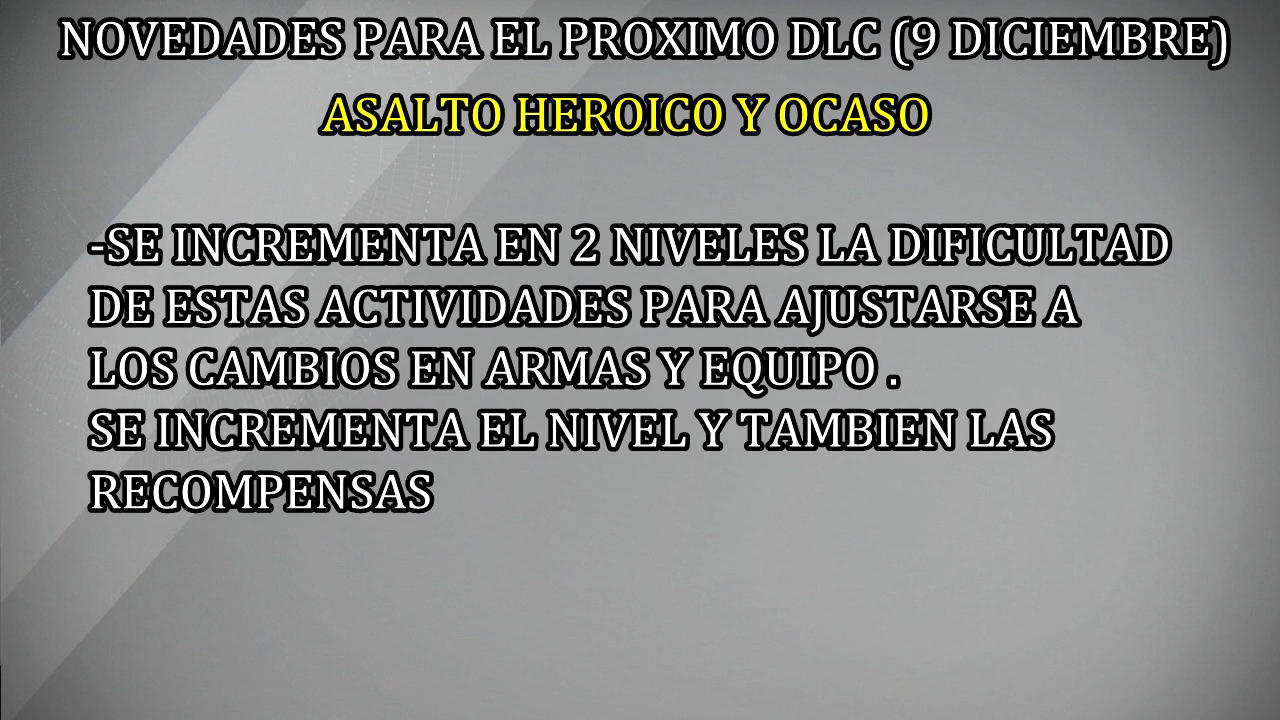 NOVEDADES PARA EL PROXIMO DLC (9 DICIEMBRE)
ASALTO HEROICO Y OCASO
-SE INCREMENTA EN 2 NIVELES LA DIFICULTAD
DE ESTAS ACTIVIDADES PARA AJUSTARSE A
LOS CAMBIOS EN ARMAS Y EQUIPO .
SE INCREMENTA EL NIVEL Y TAMBIEN LAS
RECOMPENSAS